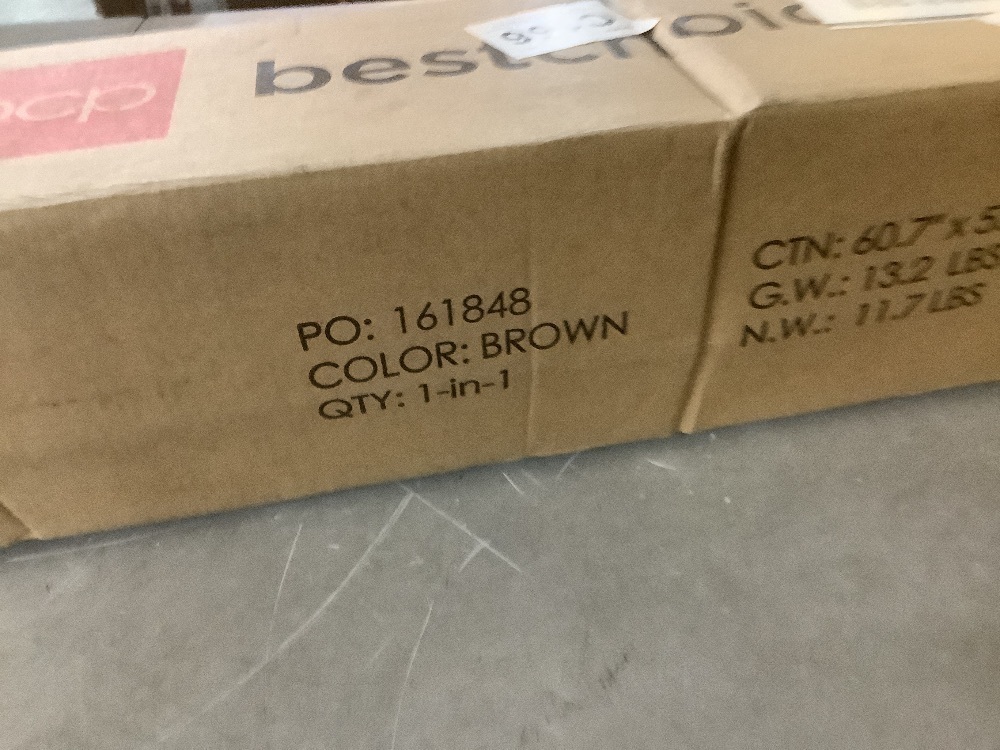 bcp
bestchoic
PO: 161848
COLOR: BROWN
QTY: 1-in-1
CTN: 60.7" x 5
G.W.: 13.2 LBS
N.W.: 11.7 LBS